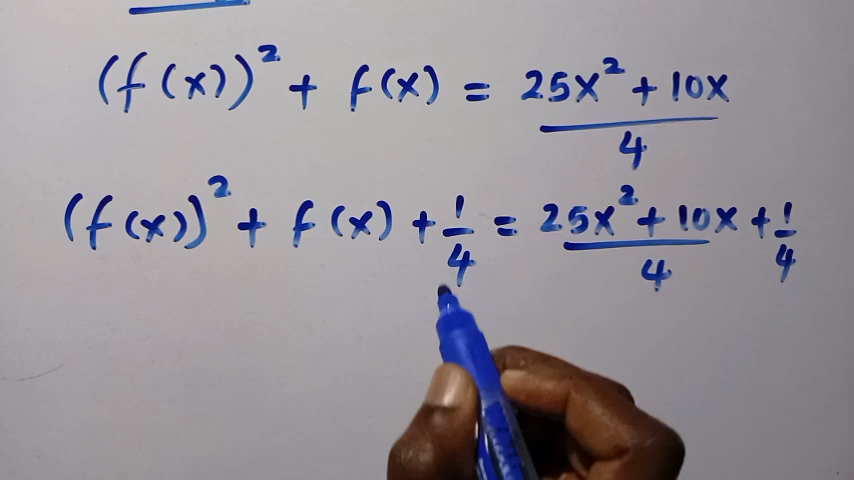 (f(x))² + f(x) = 25x² + 10x / 4
(f(x))² + f(x) + 1/4 = 25x² + 10x / 4 + 1/4